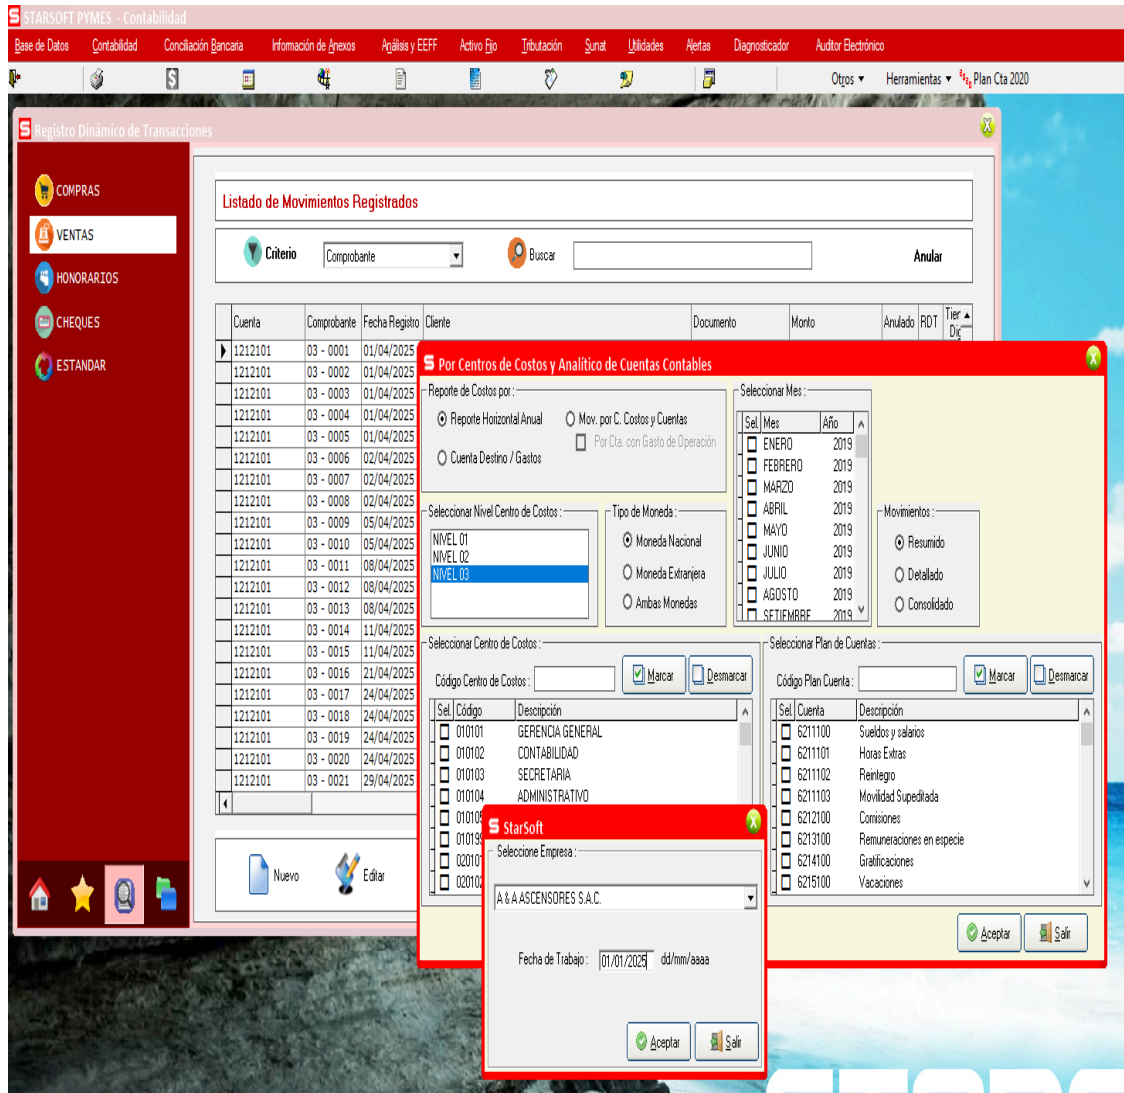 STARSOFT PYMES - Contabilidad
Base de Datos Contabilidad Conciliación Bancaria Información de Anexos Análisis y EEFF Activo Fijo Tributación Sunat Utilidades Alertas Diagnosticador Auditor Electrónico
Otros Herramientas Plan Cta 2020
Registro Dinámico de Transacciones
COMPRAS
VENTAS
HONORARIOS
CHEQUES
ESTANDAR
Listado de Movimientos Registrados
Criterio Comprobante Buscar Anular
Cuenta Comprobante Fecha Registro Cliente Documento Monto Anulado RDT Tier
Dig
1212101 03 - 0001 01/04/2025
1212101 03 - 0002 01/04/2025
1212101 03 - 0003 01/04/2025
1212101 03 - 0004 01/04/2025
1212101 03 - 0005 01/04/2025
1212101 03 - 0006 02/04/2025
1212101 03 - 0007 02/04/2025
1212101 03 - 0008 02/04/2025
1212101 03 - 0009 05/04/2025
1212101 03 - 0010 05/04/2025
1212101 03 - 0011 08/04/2025
1212101 03 - 0012 08/04/2025
1212101 03 - 0013 08/04/2025
1212101 03 - 0014 11/04/2025
1212101 03 - 0015 11/04/2025
1212101 03 - 0016 21/04/2025
1212101 03 - 0017 24/04/2025
1212101 03 - 0018 24/04/2025
1212101 03 - 0019 24/04/2025
1212101 03 - 0020 24/04/2025
1212101 03 - 0021 29/04/2025
Nuevo Editar
Por Centros de Costos y Analítico de Cuentas Contables
Reporte de Costos por :
Reporte Horizontal Anual Mov. por C. Costos y Cuentas
Por Cta. con Gasto de Operación
Cuenta Destino / Gastos
Seleccionar Mes :
Sel. Mes Año
ENERO 2019
FEBRERO 2019
MARZO 2019
ABRIL 2019
MAYO 2019
JUNIO 2019
JULIO 2019
AGOSTO 2019
SETIEMBRE 2019
Seleccionar Nivel Centro de Costos :
NIVEL 01
NIVEL 02
NIVEL 03
Tipo de Moneda :
Moneda Nacional
Moneda Extranjera
Ambas Monedas
Movimientos :
Resumido
Detallado
Consolidado
Seleccionar Centro de Costos :
Código Centro de Costos : Marcar Desmarcar
Sel. Código Descripción
010101 GERENCIA GENERAL
010102 CONTABILIDAD
010103 SECRETARIA
010104 ADMINISTRATIVO
010105
010199
020101
020102
Seleccionar Plan de Cuentas :
Código Plan Cuenta : Marcar Desmarcar
Sel. Cuenta Descripción
6211100 Sueldos y salarios
6211101 Horas Extras
6211102 Reintegro
6211103 Movilidad Supeditada
6212100 Comisiones
6213100 Remuneraciones en especie
6214100 Gratificaciones
6215100 Vacaciones
Aceptar Salir
StarSoft
Seleccione Empresa :
A & A ASCENSORES S.A.C.
Fecha de Trabajo : 01/01/2025 dd/mm/aaaa
Aceptar Salir